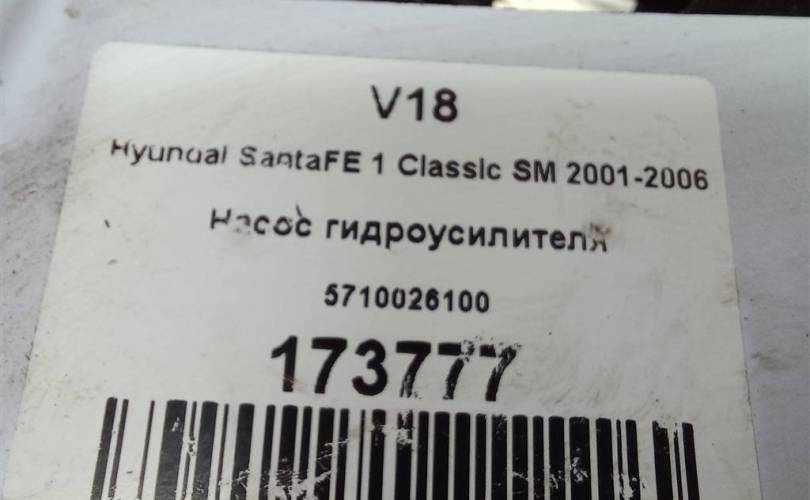 V18
Hyundai SantaFE 1 Classic SM 2001-2006
Насос гидроусилителя
5710026100
173777